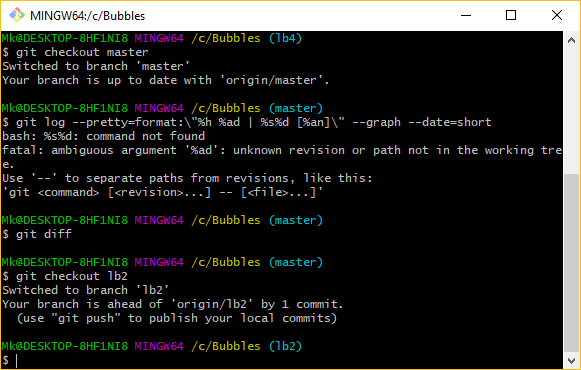 MINGW64:/c/Bubbles
Mk@DESKTOP-8HF1NI8 MINGW64 /c/Bubbles (lb4)
$ git checkout master
Switched to branch 'master'
Your branch is up to date with 'origin/master'.
Mk@DESKTOP-8HF1NI8 MINGW64 /c/Bubbles (master)
$ git log --pretty=format:\"%h %ad | %s%d [%an]\" --graph --date=short
bash: %s%d: command not found
fatal: ambiguous argument '%ad': unknown revision or path not in the working tre
e.
Use '--' to separate paths from revisions, like this:
'git <command> [<revision>...] -- [<file>...]'
Mk@DESKTOP-8HF1NI8 MINGW64 /c/Bubbles (master)
$ git diff
Mk@DESKTOP-8HF1NI8 MINGW64 /c/Bubbles (master)
$ git checkout lb2
Switched to branch 'lb2'
Your branch is ahead of 'origin/lb2' by 1 commit.
  (use "git push" to publish your local commits)
Mk@DESKTOP-8HF1NI8 MINGW64 /c/Bubbles (lb2)
$